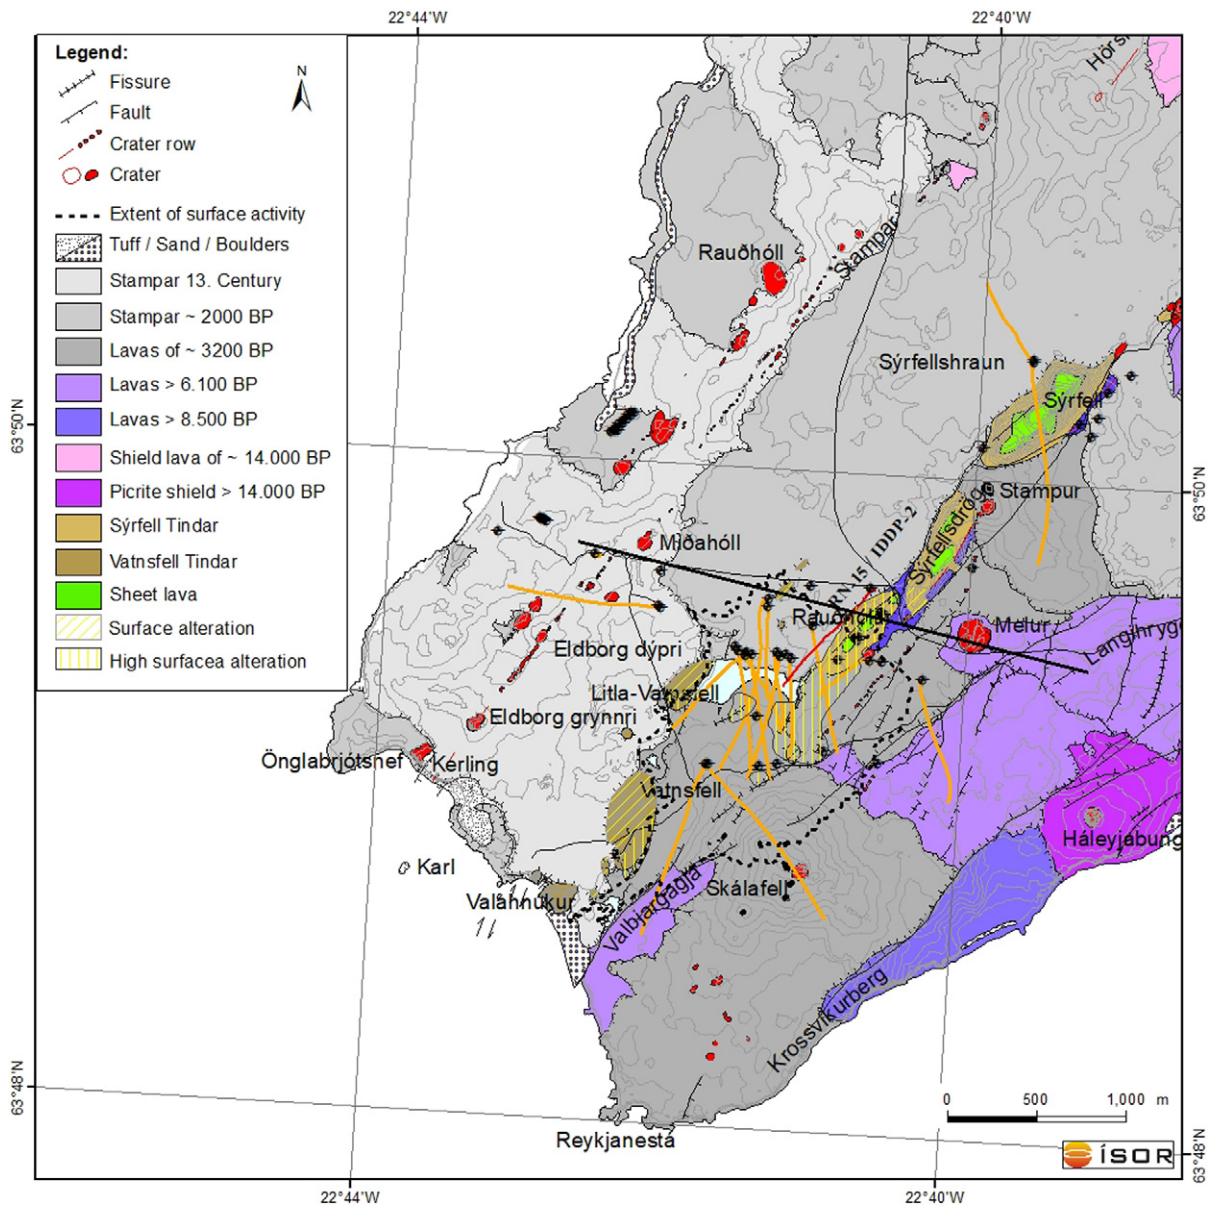 22°44'W
22°40'W
Legend:
Fissure
Fault
Crater row
Crater
Extent of surface activity
Tuff / Sand / Boulders
Stampar 13. Century
Stampar ~ 2000 BP
Lavas of ~ 3200 BP
Lavas > 6.100 BP
Lavas > 8.500 BP
Shield lava of ~ 14.000 BP
Picrite shield > 14.000 BP
Sýrfell Tindar
Vatnsfell Tindar
Sheet lava
Surface alteration
High surfacea alteration
N
Rauðhóll
Stampar
Sýrfellshraun
Sýrfell
63°50'N
63°50'N
Stampur
Sýrfellsdrög
Miðahóll
RN-15/ IDDP-2
Melur
Eldborg dýpri
Litla-Vatnsfell
Eldborg grynnri
Önglabrjótsnef
Kerling
Vatnsfell
Háleyjabung
Karl
Skálafell
Valahnúkur
Valbjargagjá
Krossvíkurberg
63°48'N
0 500 1,000 m
Reykjanestá
ÍSOR
63°48'N
22°44'W
22°40'W